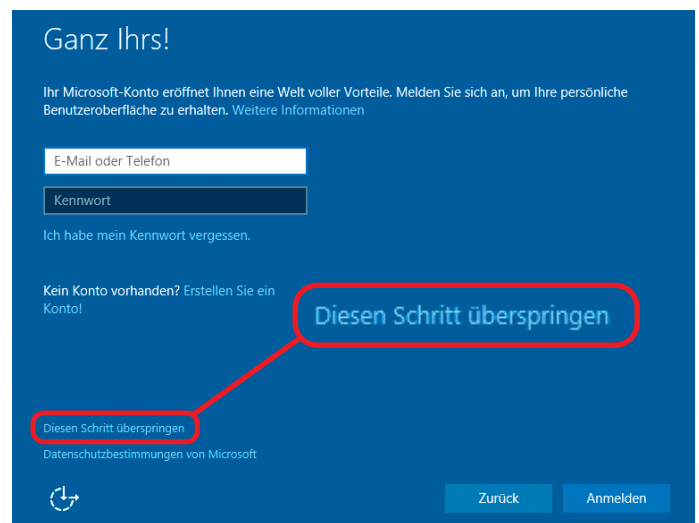 Ganz Ihrs!
Ihr Microsoft-Konto eröffnet Ihnen eine Welt voller Vorteile. Melden Sie sich an, um Ihre persönliche
Benutzeroberfläche zu erhalten. Weitere Informationen
E-Mail oder Telefon
Kennwort
Ich habe mein Kennwort vergessen.
Kein Konto vorhanden? Erstellen Sie ein
Konto!
Diesen Schritt überspringen
Diesen Schritt überspringen
Datenschutzbestimmungen von Microsoft
Zurück
Anmelden